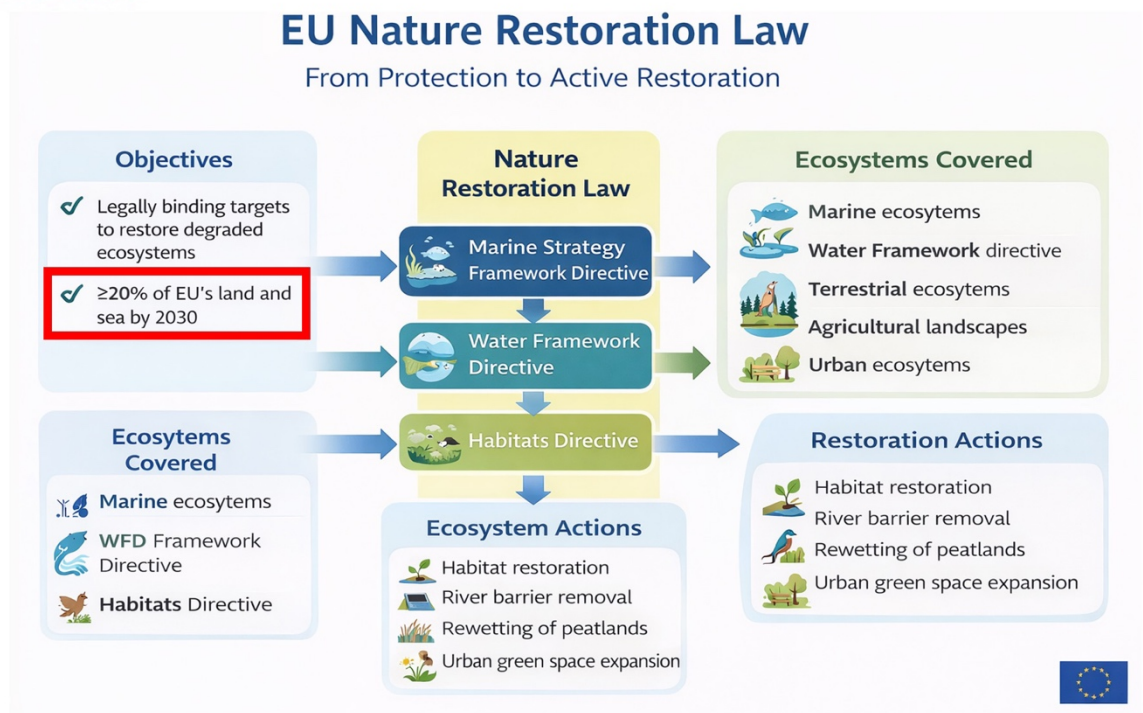 EU Nature Restoration Law
From Protection to Active Restoration
Objectives
Legally binding targets
to restore degraded
ecosystems
≥20% of EU's land and
sea by 2030
Nature
Restoration Law
Marine Strategy
Framework Directive
Water Framework
Directive
Habitats Directive
Ecosystems Covered
Marine ecosytems
Water Framework directive
Terrestrial ecosytems
Agricultural landscapes
Urban ecosytems
Ecosytems
Covered
Marine ecosytems
WFD Framework
Directive
Habitats Directive
Ecosystem Actions
Habitat restoration
River barrier removal
Rewetting of peatlands
Urban green space expansion
Restoration Actions
Habitat restoration
River barrier removal
Rewetting of peatlands
Urban green space expansion